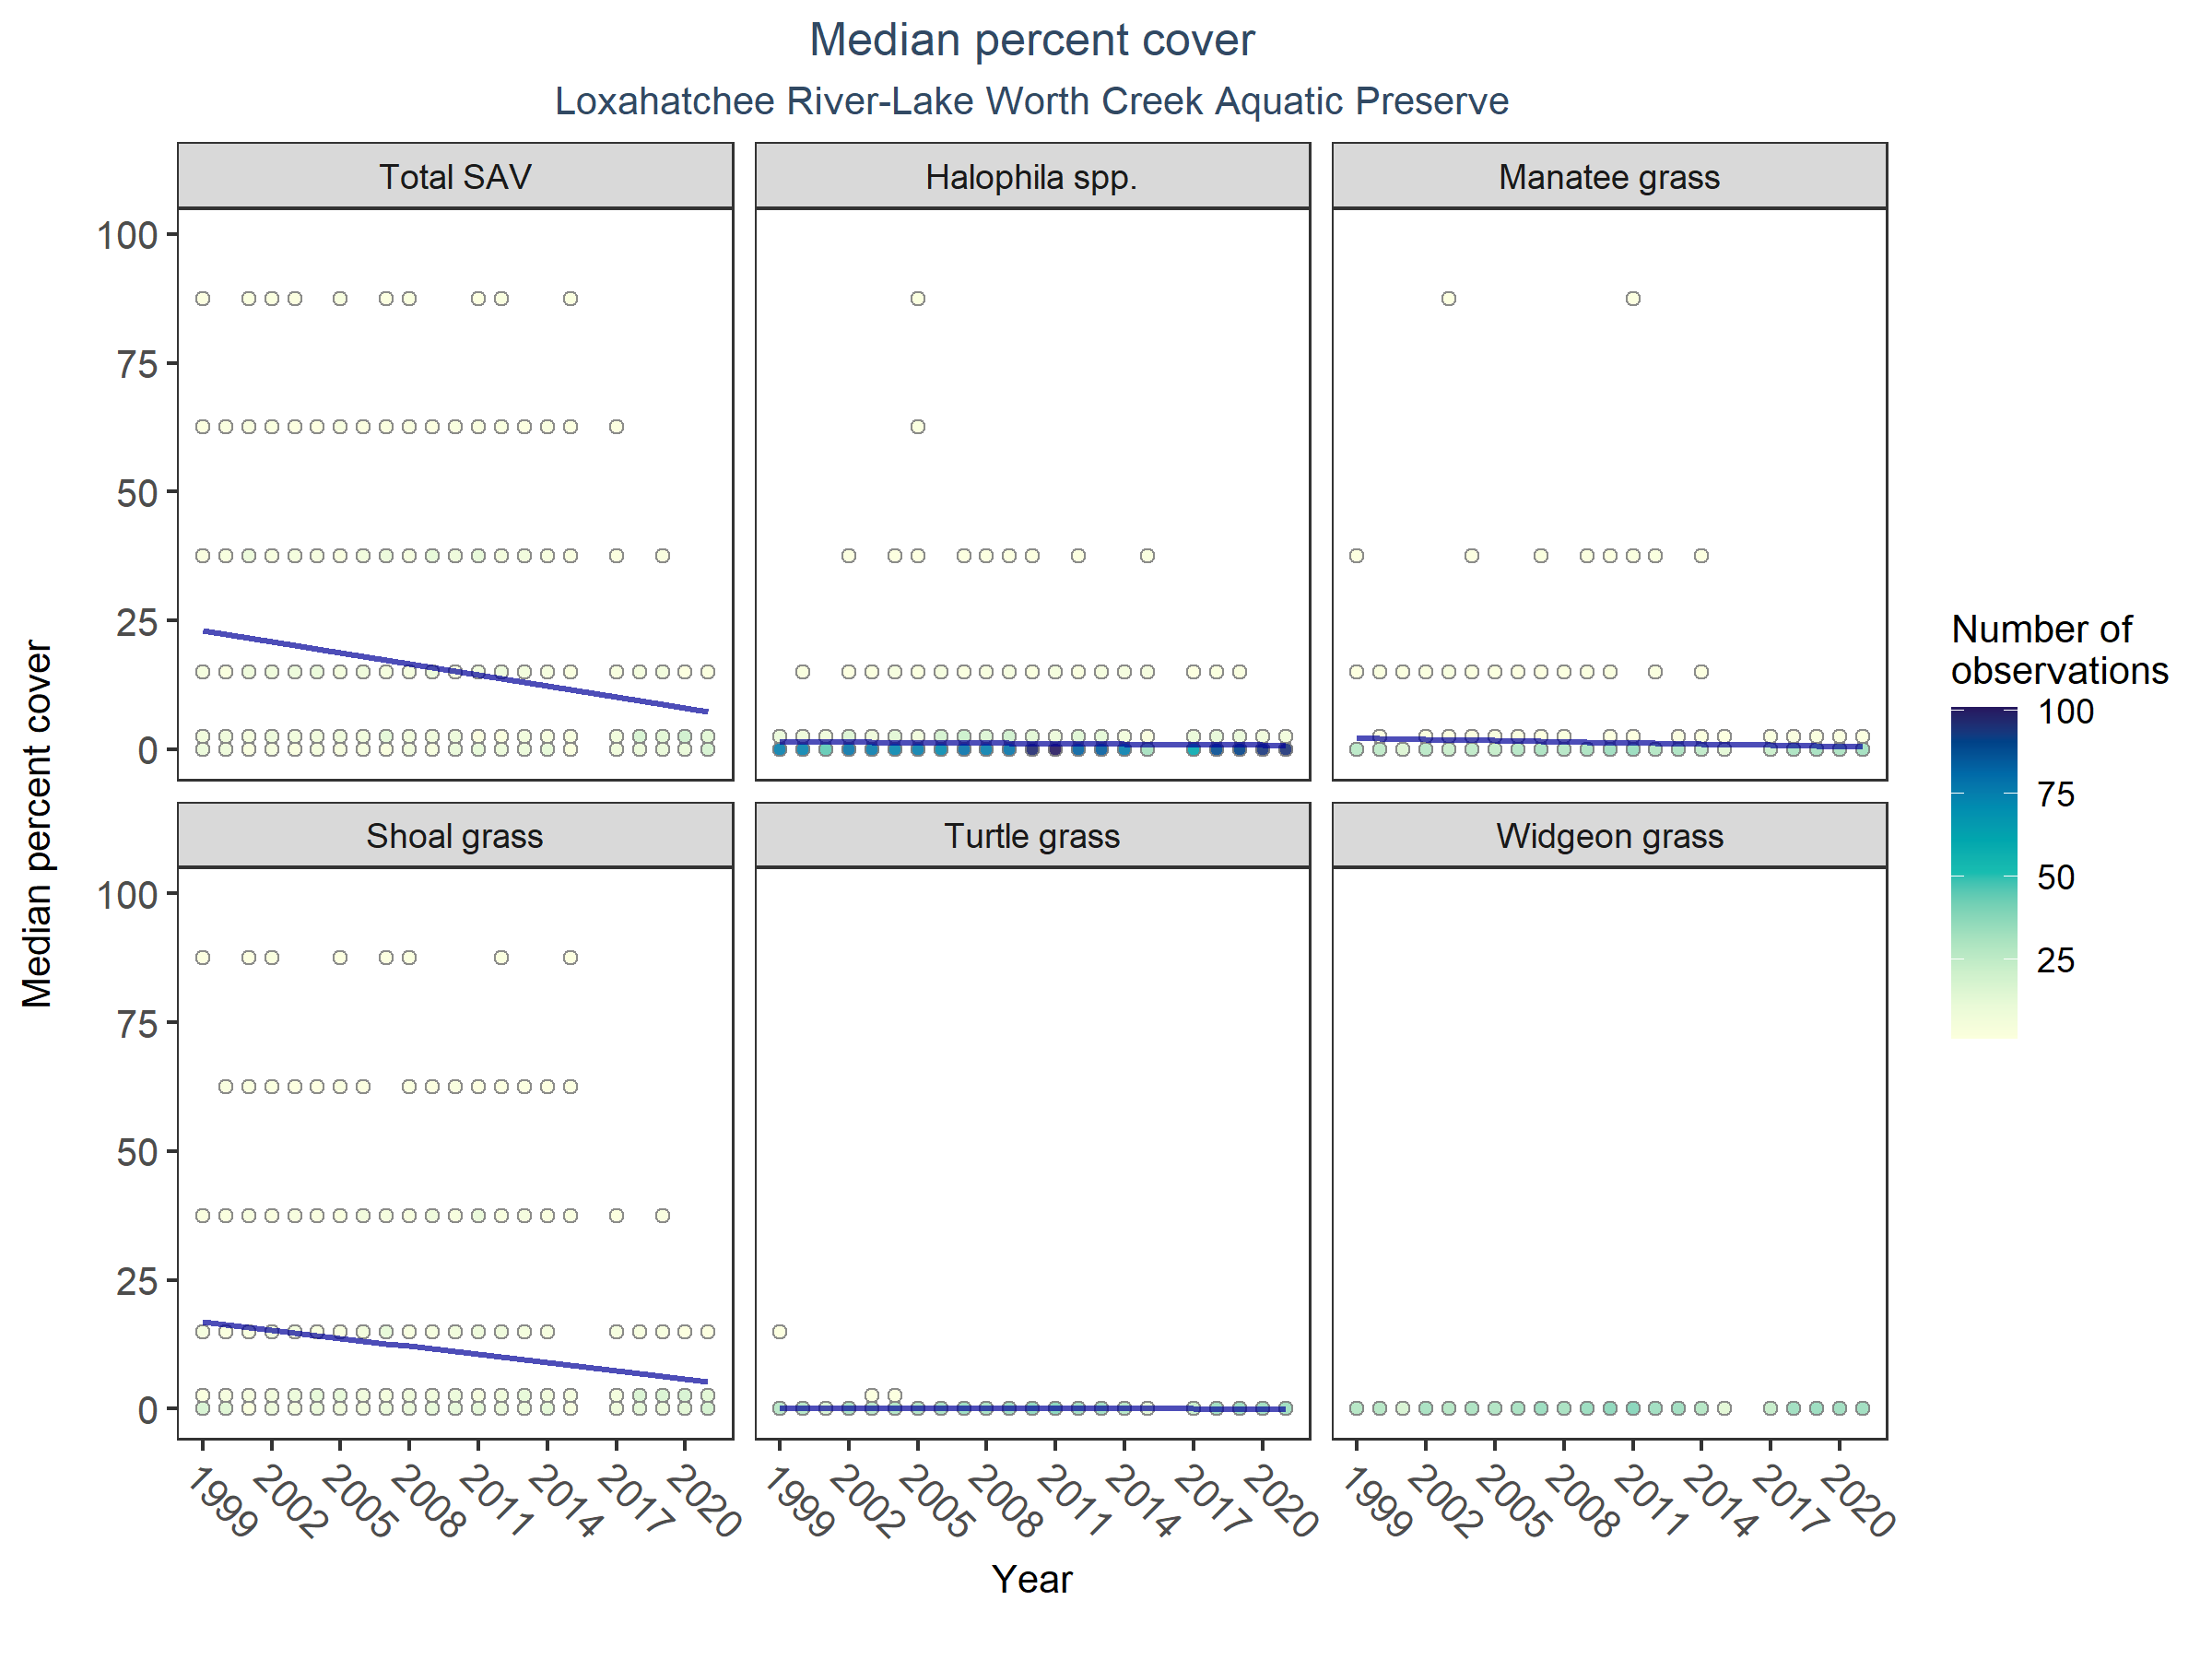 Median percent cover
Loxahatchee River-Lake Worth Creek Aquatic Preserve
Total SAV
Halophila spp.
Manatee grass
100
75
50
25
0
Shoal grass
Turtle grass
Widgeon grass
100
75
50
25
0
Median percent cover
1999 2002 2005 2008 2011 2014 2017 2020
1999 2002 2005 2008 2011 2014 2017 2020
1999 2002 2005 2008 2011 2014 2017 2020
Year
Number of
observations
100
75
50
25